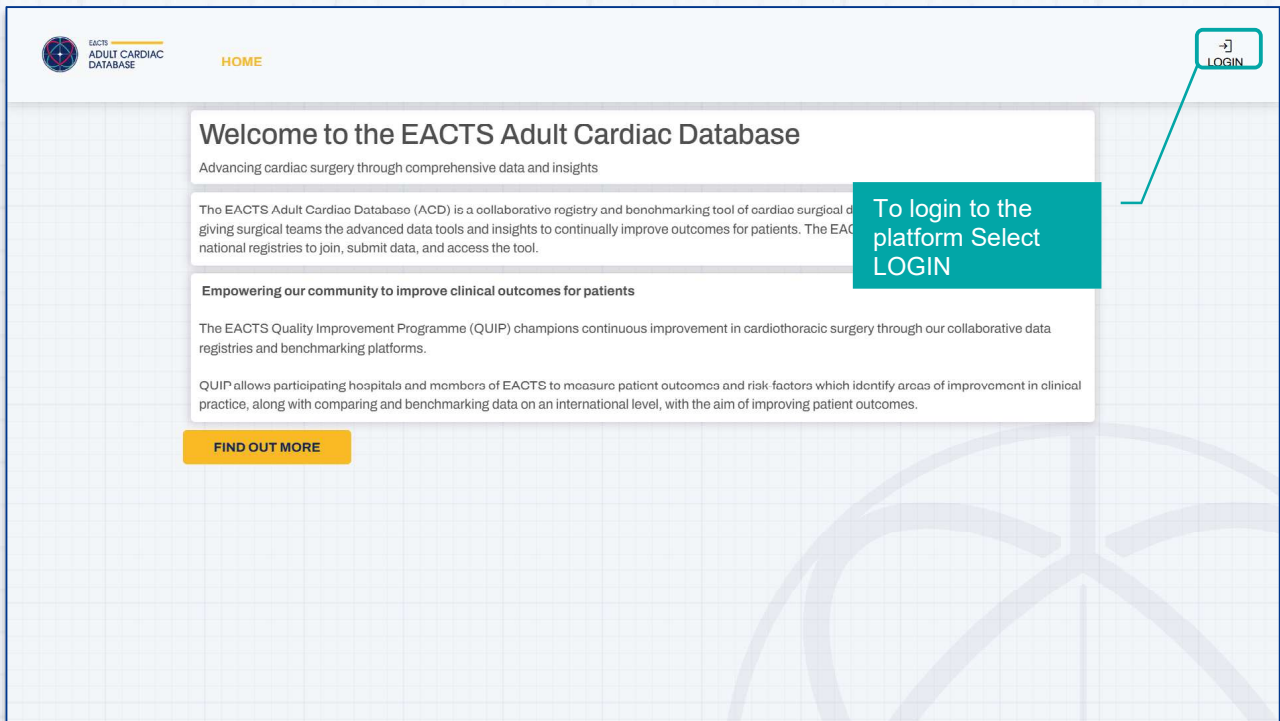 EACTS
ADULT CARDIAC
DATABASE
HOME
LOGIN
Welcome to the EACTS Adult Cardiac Database
Advancing cardiac surgery through comprehensive data and insights
The EACTS Adult Cardiac Database (ACD) is a collaborative registry and benchmarking tool of cardiac surgical
giving surgical teams the advanced data tools and insights to continually improve outcomes for patients. The
national registries to join, submit data, and access the tool.
To login to the
platform Select
LOGIN
Empowering our community to improve clinical outcomes for patients
The EACTS Quality Improvement Programme (QUIP) champions continuous improvement in cardiothoracic surgery through our collaborative data
registries and benchmarking platforms.
QUIP allows participating hospitals and members of EACTS to measure patient outcomes and risk factors which identify areas of improvement in clinical
practice, along with comparing and benchmarking data on an international level, with the aim of improving patient outcomes.
FIND OUT MORE